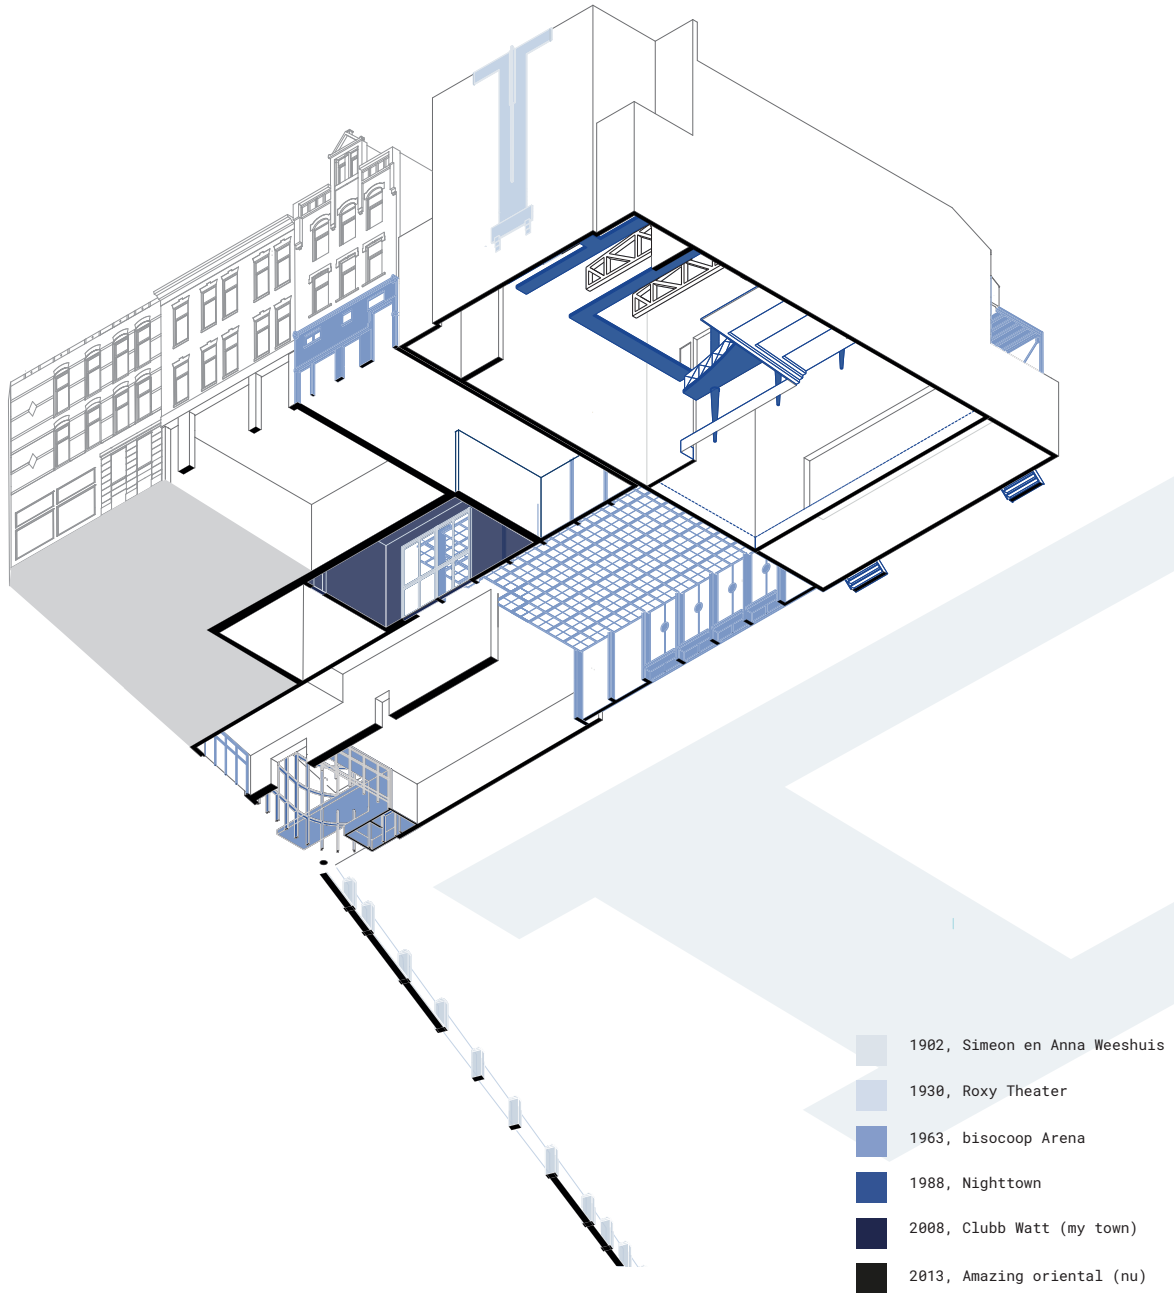 1902, Simeon en Anna Weeshuis
1930, Roxy Theater
1963, bisocoop Arena
1988, Nighttown
2008, Clubb Watt (my town)
2013, Amazing oriental (nu)